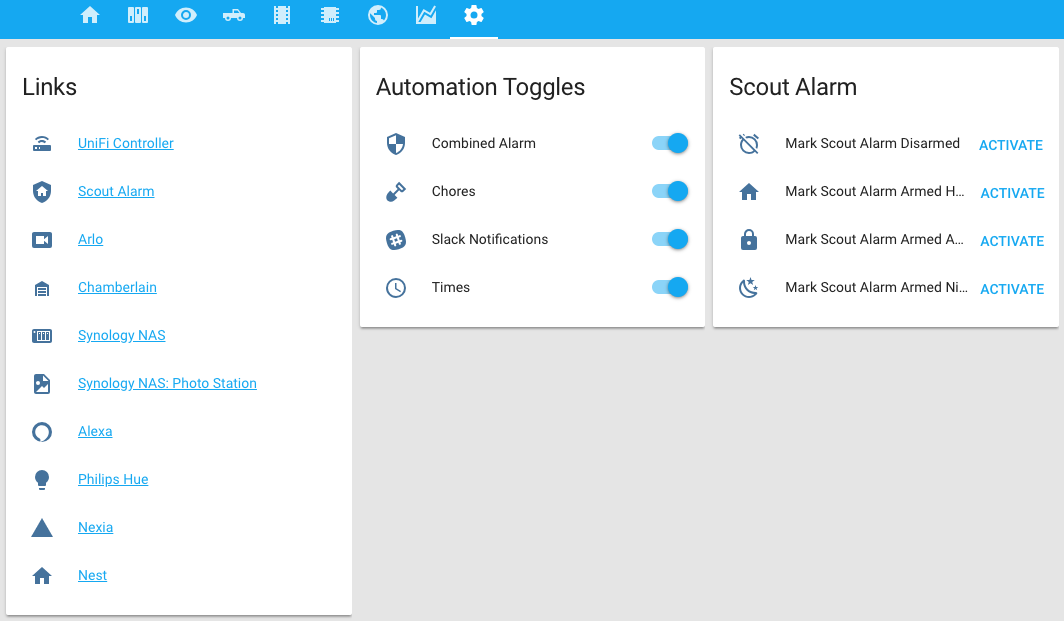 Links
UniFi Controller
Scout Alarm
Arlo
Chamberlain
Synology NAS
Synology NAS: Photo Station
Alexa
Philips Hue
Nexia
Nest
Automation Toggles
Combined Alarm
Chores
Slack Notifications
Times
Scout Alarm
Mark Scout Alarm Disarmed ACTIVATE
Mark Scout Alarm Armed H... ACTIVATE
Mark Scout Alarm Armed A... ACTIVATE
Mark Scout Alarm Armed Ni... ACTIVATE